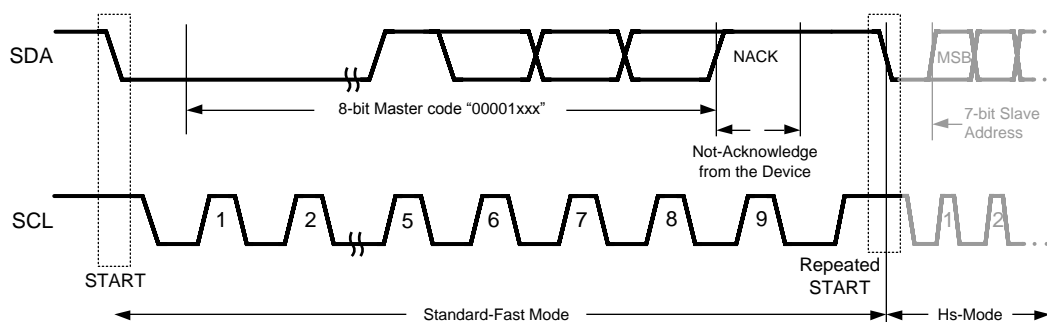 SDA
NACK
MSB
8-bit Master code “00001xxx”
7-bit Slave
Address
Not-Acknowledge
from the Device
SCL
1
2
5
6
7
8
9
1
2
START
Repeated
START
Standard-Fast Mode
Hs-Mode